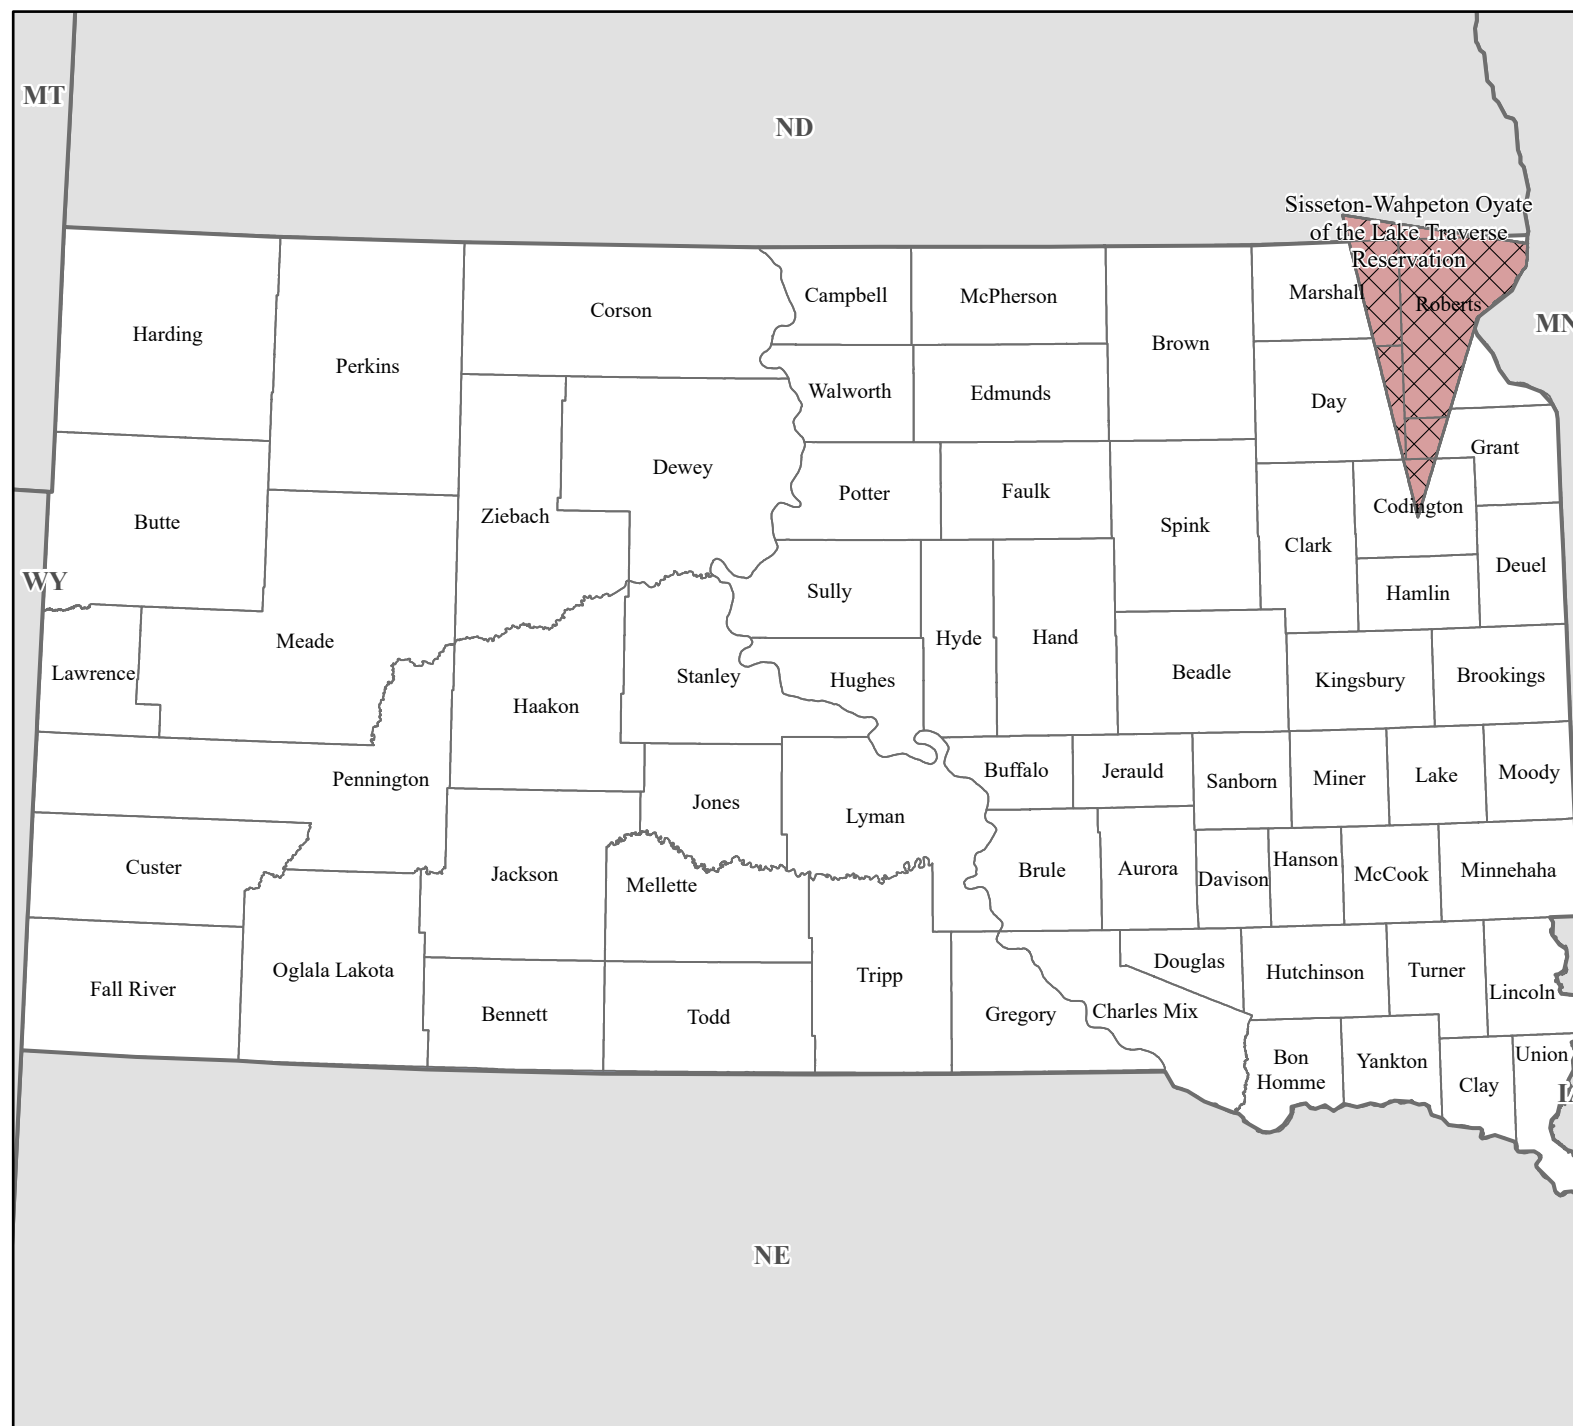 MT
ND
Sisseton-Wahpeton Oyate
of the Lake Traverse
Reservation
Campbell
McPherson
Marshall
Roberts
Corson
Harding
MN
Brown
Perkins
Walworth
Edmunds
Day
Grant
Dewey
Potter
Faulk
Codington
Butte
Ziebach
Spink
Clark
Deuel
WY
Sully
Hamlin
Meade
Hyde
Hand
Lawrence
Stanley
Hughes
Beadle
Kingsbury
Brookings
Haakon
Pennington
Buffalo
Jerauld
Sanborn
Miner
Lake
Moody
Jones
Lyman
Custer
Jackson
Mellette
Brule
Aurora
Davison
Hanson
McCook
Minnehaha
Fall River
Oglala Lakota
Tripp
Douglas
Hutchinson
Turner
Lincoln
Bennett
Todd
Gregory
Charles Mix
Bon
Homme
Yankton
Clay
Union
NE